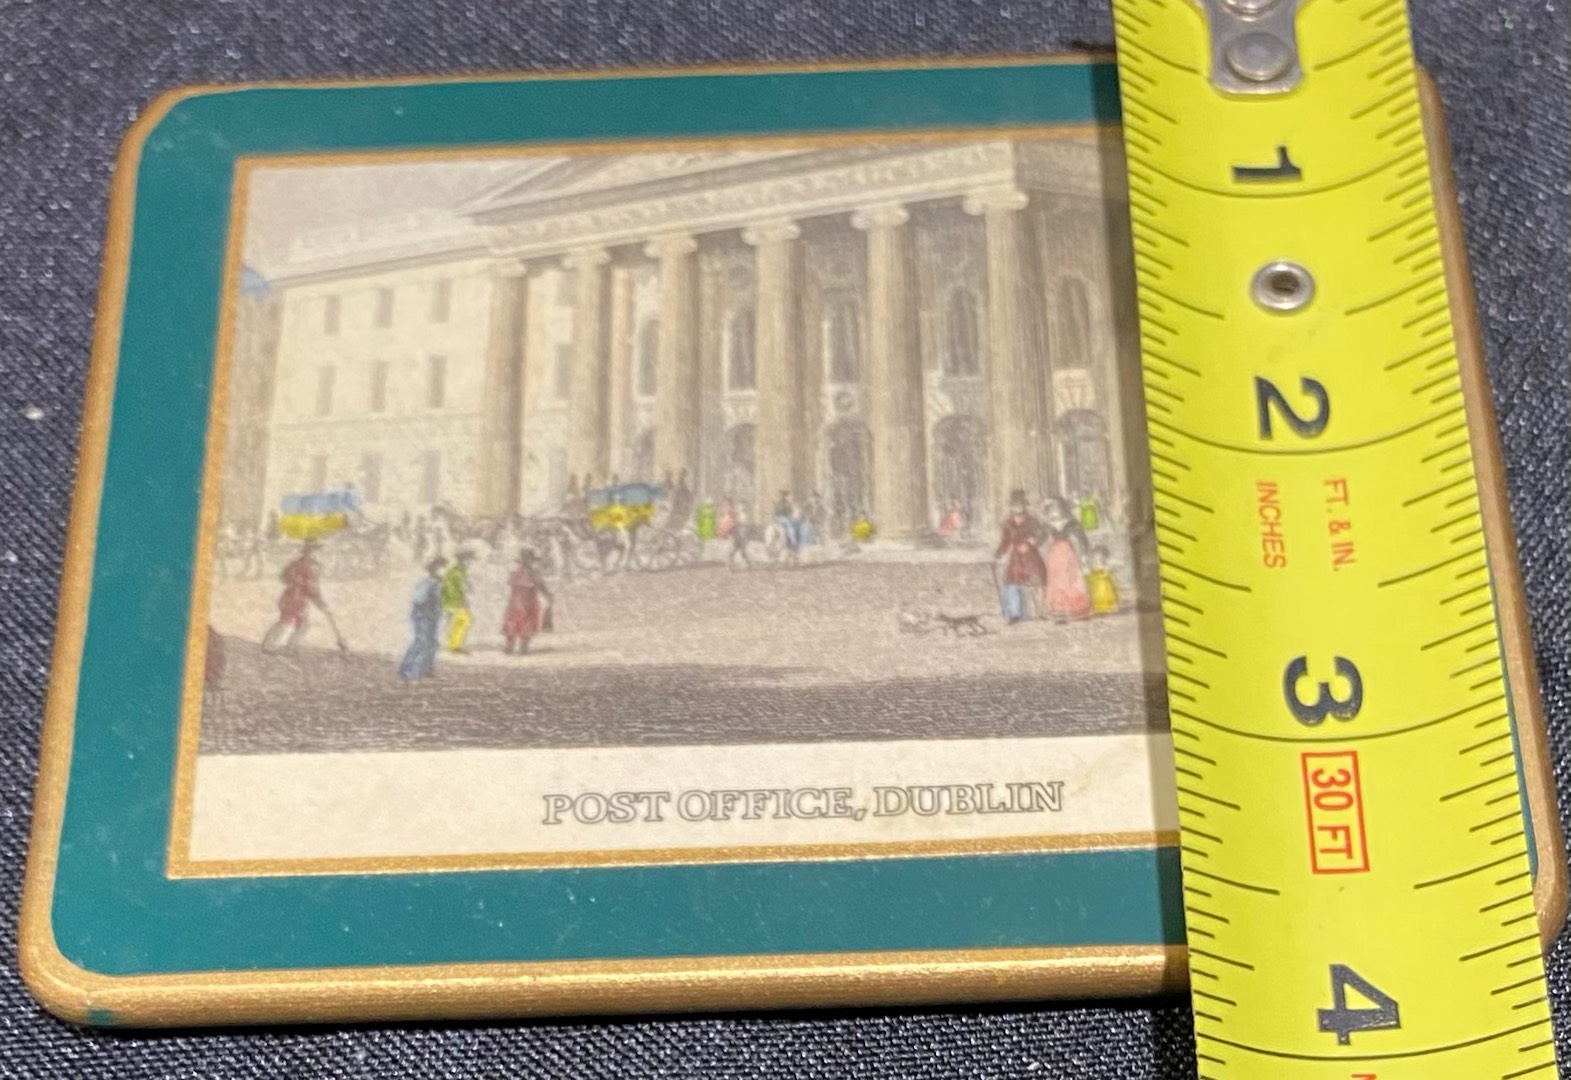 POST OFFICE, DUBLIN
1
2
FT. & IN.
INCHES
3
30 FT
4